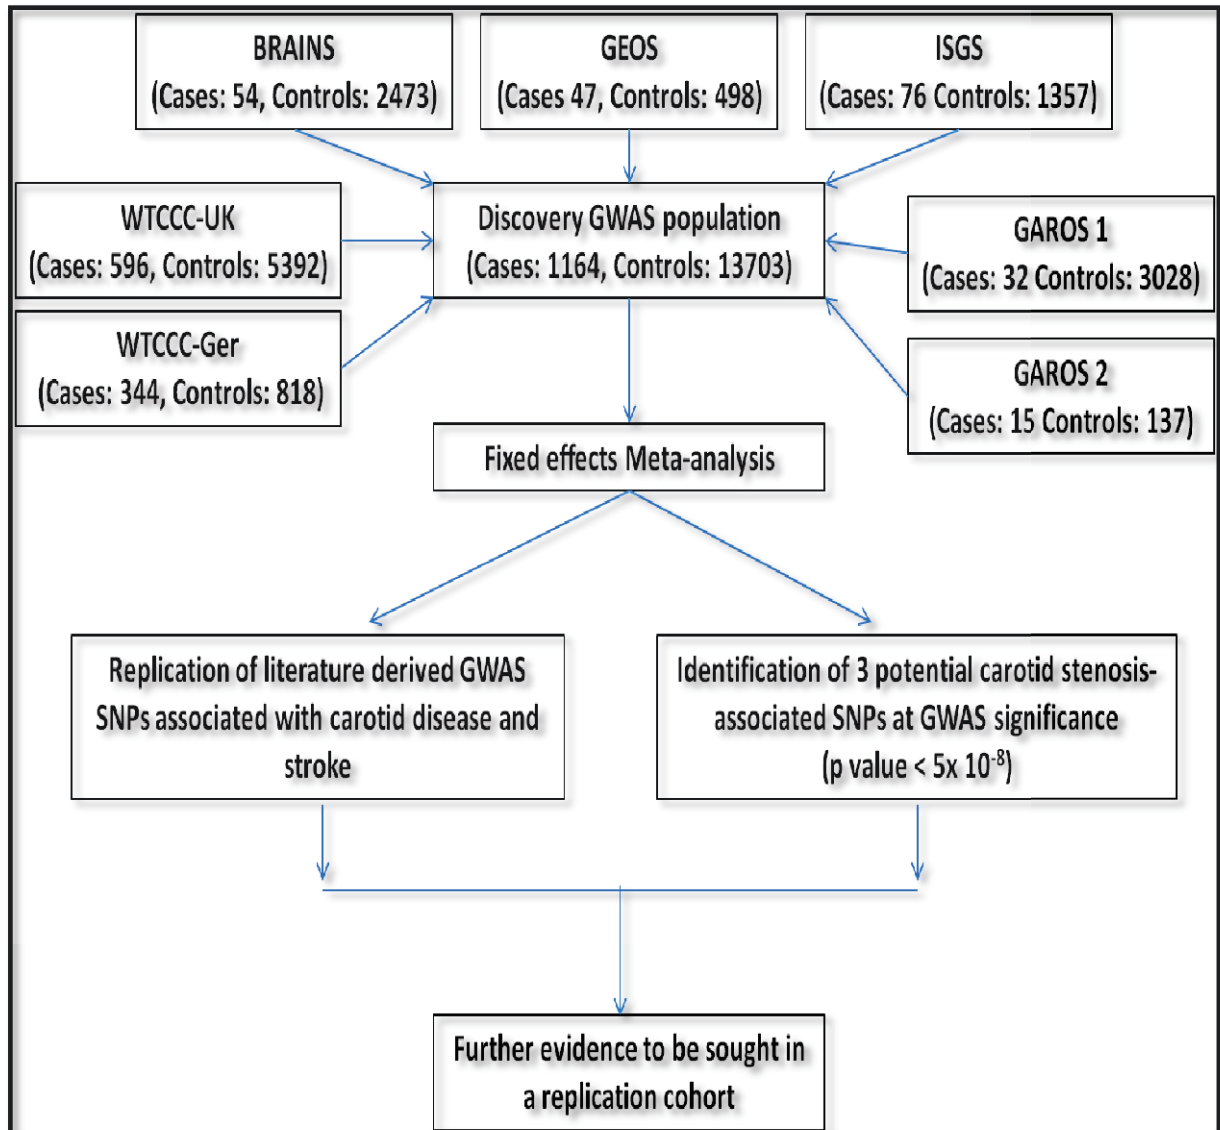 BRAINS
(Cases: 54, Controls: 2473)
GEOS
(Cases 47, Controls: 498)
ISGS
(Cases: 76 Controls: 1357)
WTCCC-UK
(Cases: 596, Controls: 5392)
Discovery GWAS population
(Cases: 1164, Controls: 13703)
GAROS 1
(Cases: 32 Controls: 3028)
WTCCC-Ger
(Cases: 344, Controls: 818)
GAROS 2
(Cases: 15 Controls: 137)
Fixed effects Meta-analysis
Replication of literature derived GWAS
SNPs associated with carotid disease and
stroke
Identification of 3 potential carotid stenosis-
associated SNPs at GWAS significance
(p value < 5x 10⁻⁸)
Further evidence to be sought in
a replication cohort